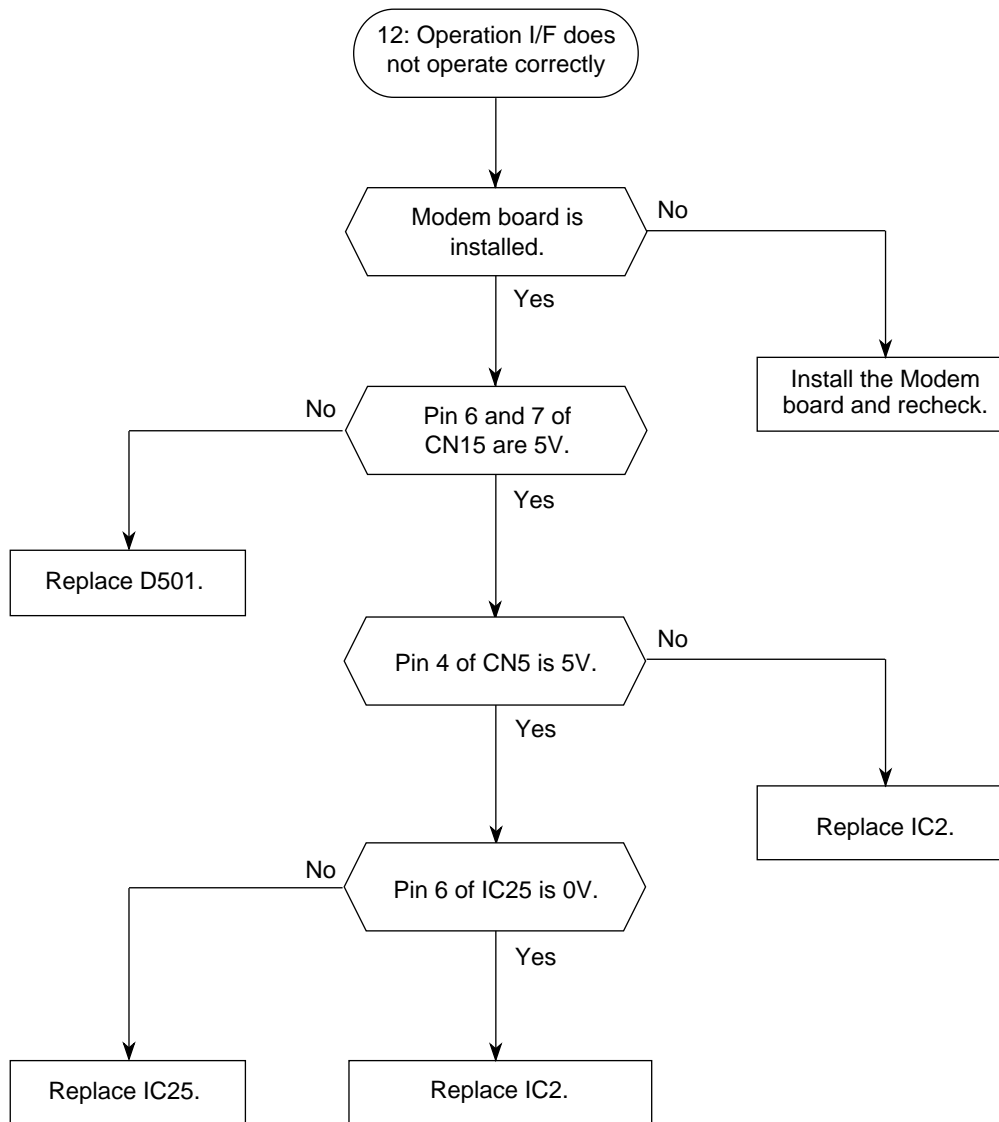 12: Operation I/F does
not operate correctly
Modem board is
installed.
No
Yes
Install the Modem
board and recheck.
No
Pin 6 and 7 of
CN15 are 5V.
Yes
Replace D501.
Pin 4 of CN5 is 5V.
No
Yes
Replace IC2.
No
Pin 6 of IC25 is 0V.
Yes
Replace IC25.
Replace IC2.